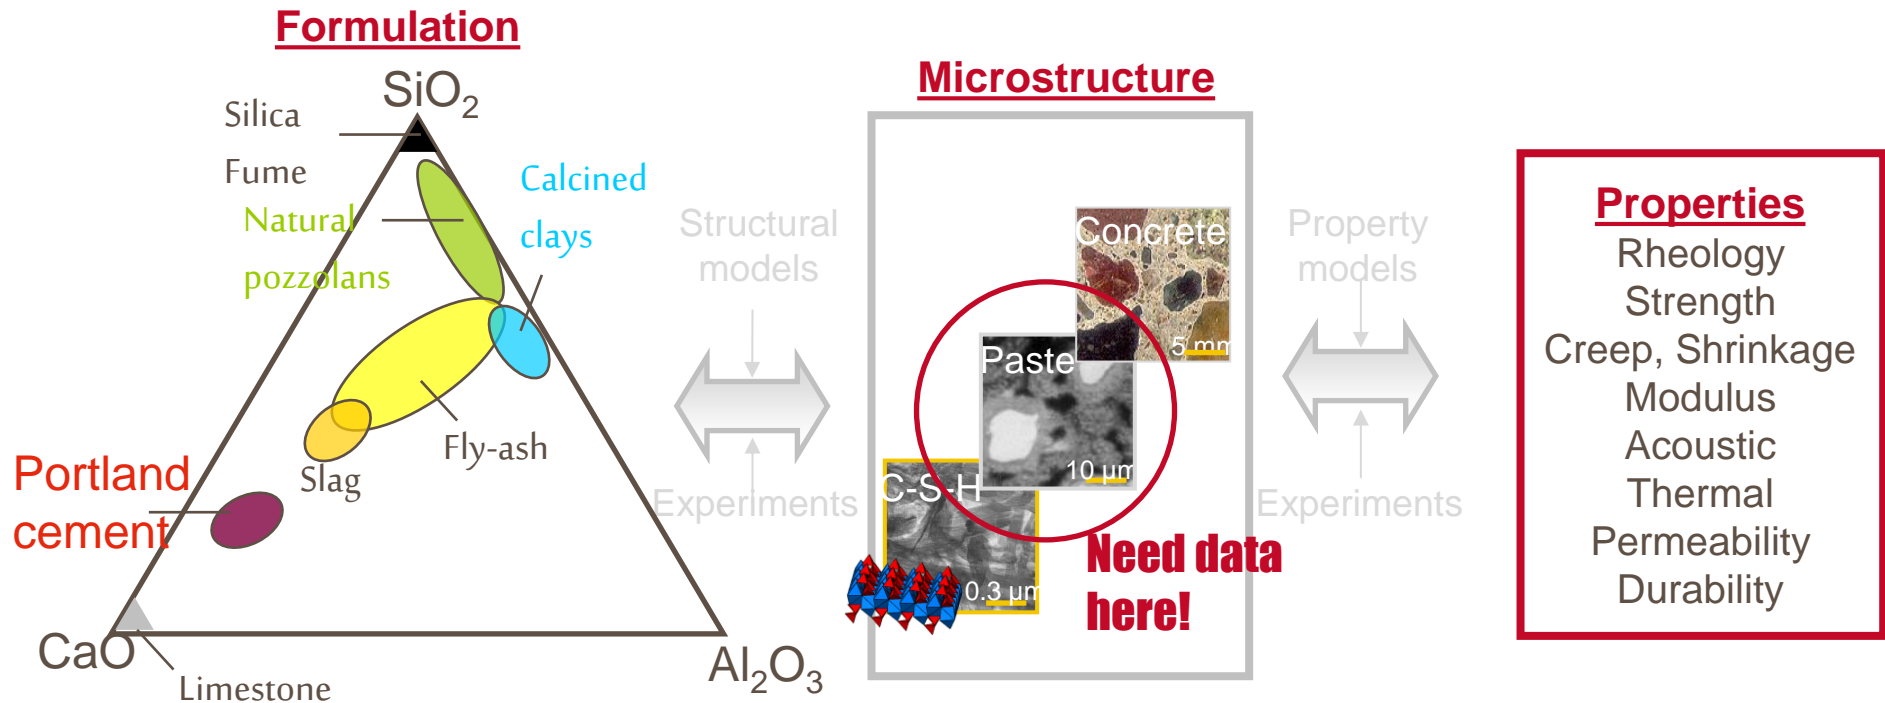 Formulation
SiO₂
Silica
Fume
Natural
pozzolans
Calcined
clays
Fly-ash
Slag
Portland
cement
CaO
Limestone
Al₂O₃
Structural
models
Experiments
Microstructure
Concrete
5 mm
Paste
10 µm
C-S-H
0.3 µm
Need data
here!
Property
models
Experiments
Properties
Rheology
Strength
Creep, Shrinkage
Modulus
Acoustic
Thermal
Permeability
Durability